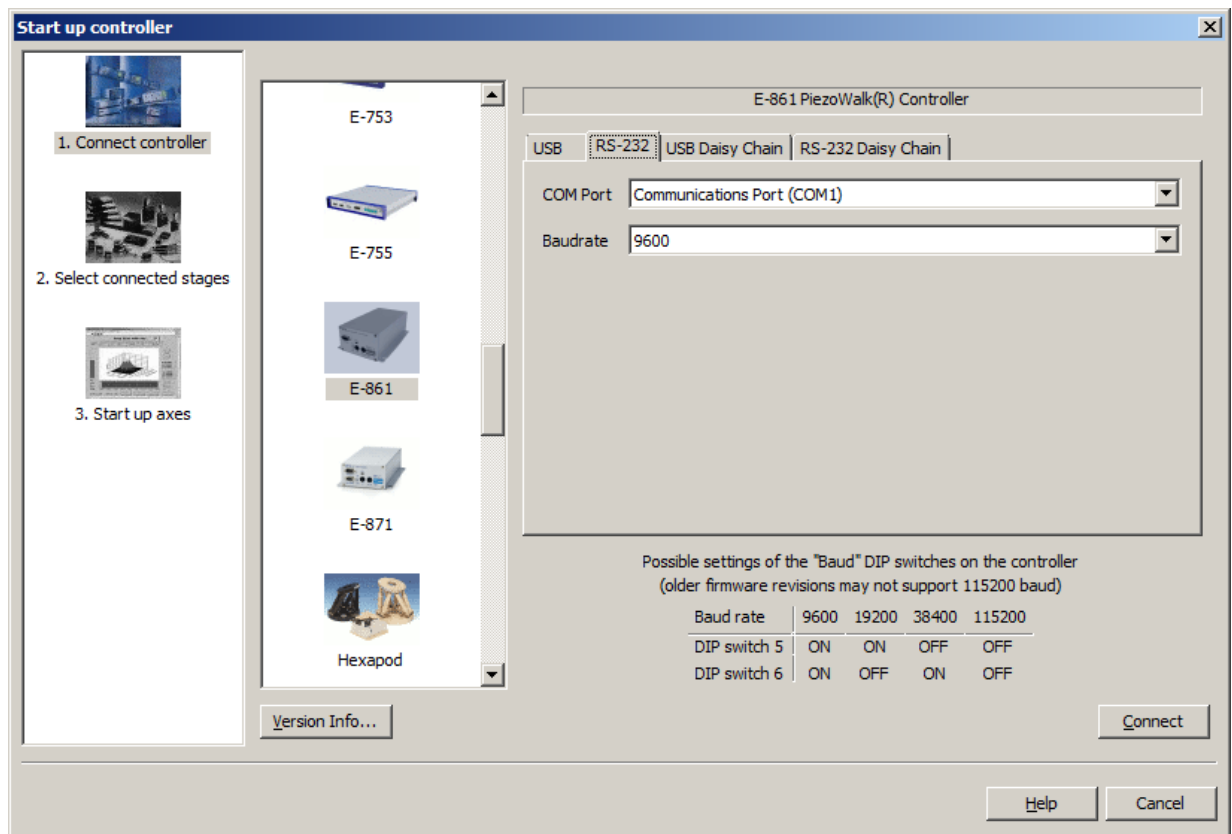 Start up controller
1. Connect controller
2. Select connected stages
3. Start up axes
E-753
E-755
E-861
E-871
Hexapod
Version Info...
E-861 PiezoWalk(R) Controller
USB RS-232 USB Daisy Chain RS-232 Daisy Chain
COM Port Communications Port (COM1)
Baudrate 9600
Possible settings of the "Baud" DIP switches on the controller
(older firmware revisions may not support 115200 baud)
Baud rate 9600 19200 38400 115200
DIP switch 5 ON ON OFF OFF
DIP switch 6 ON OFF ON OFF
Connect
Help Cancel